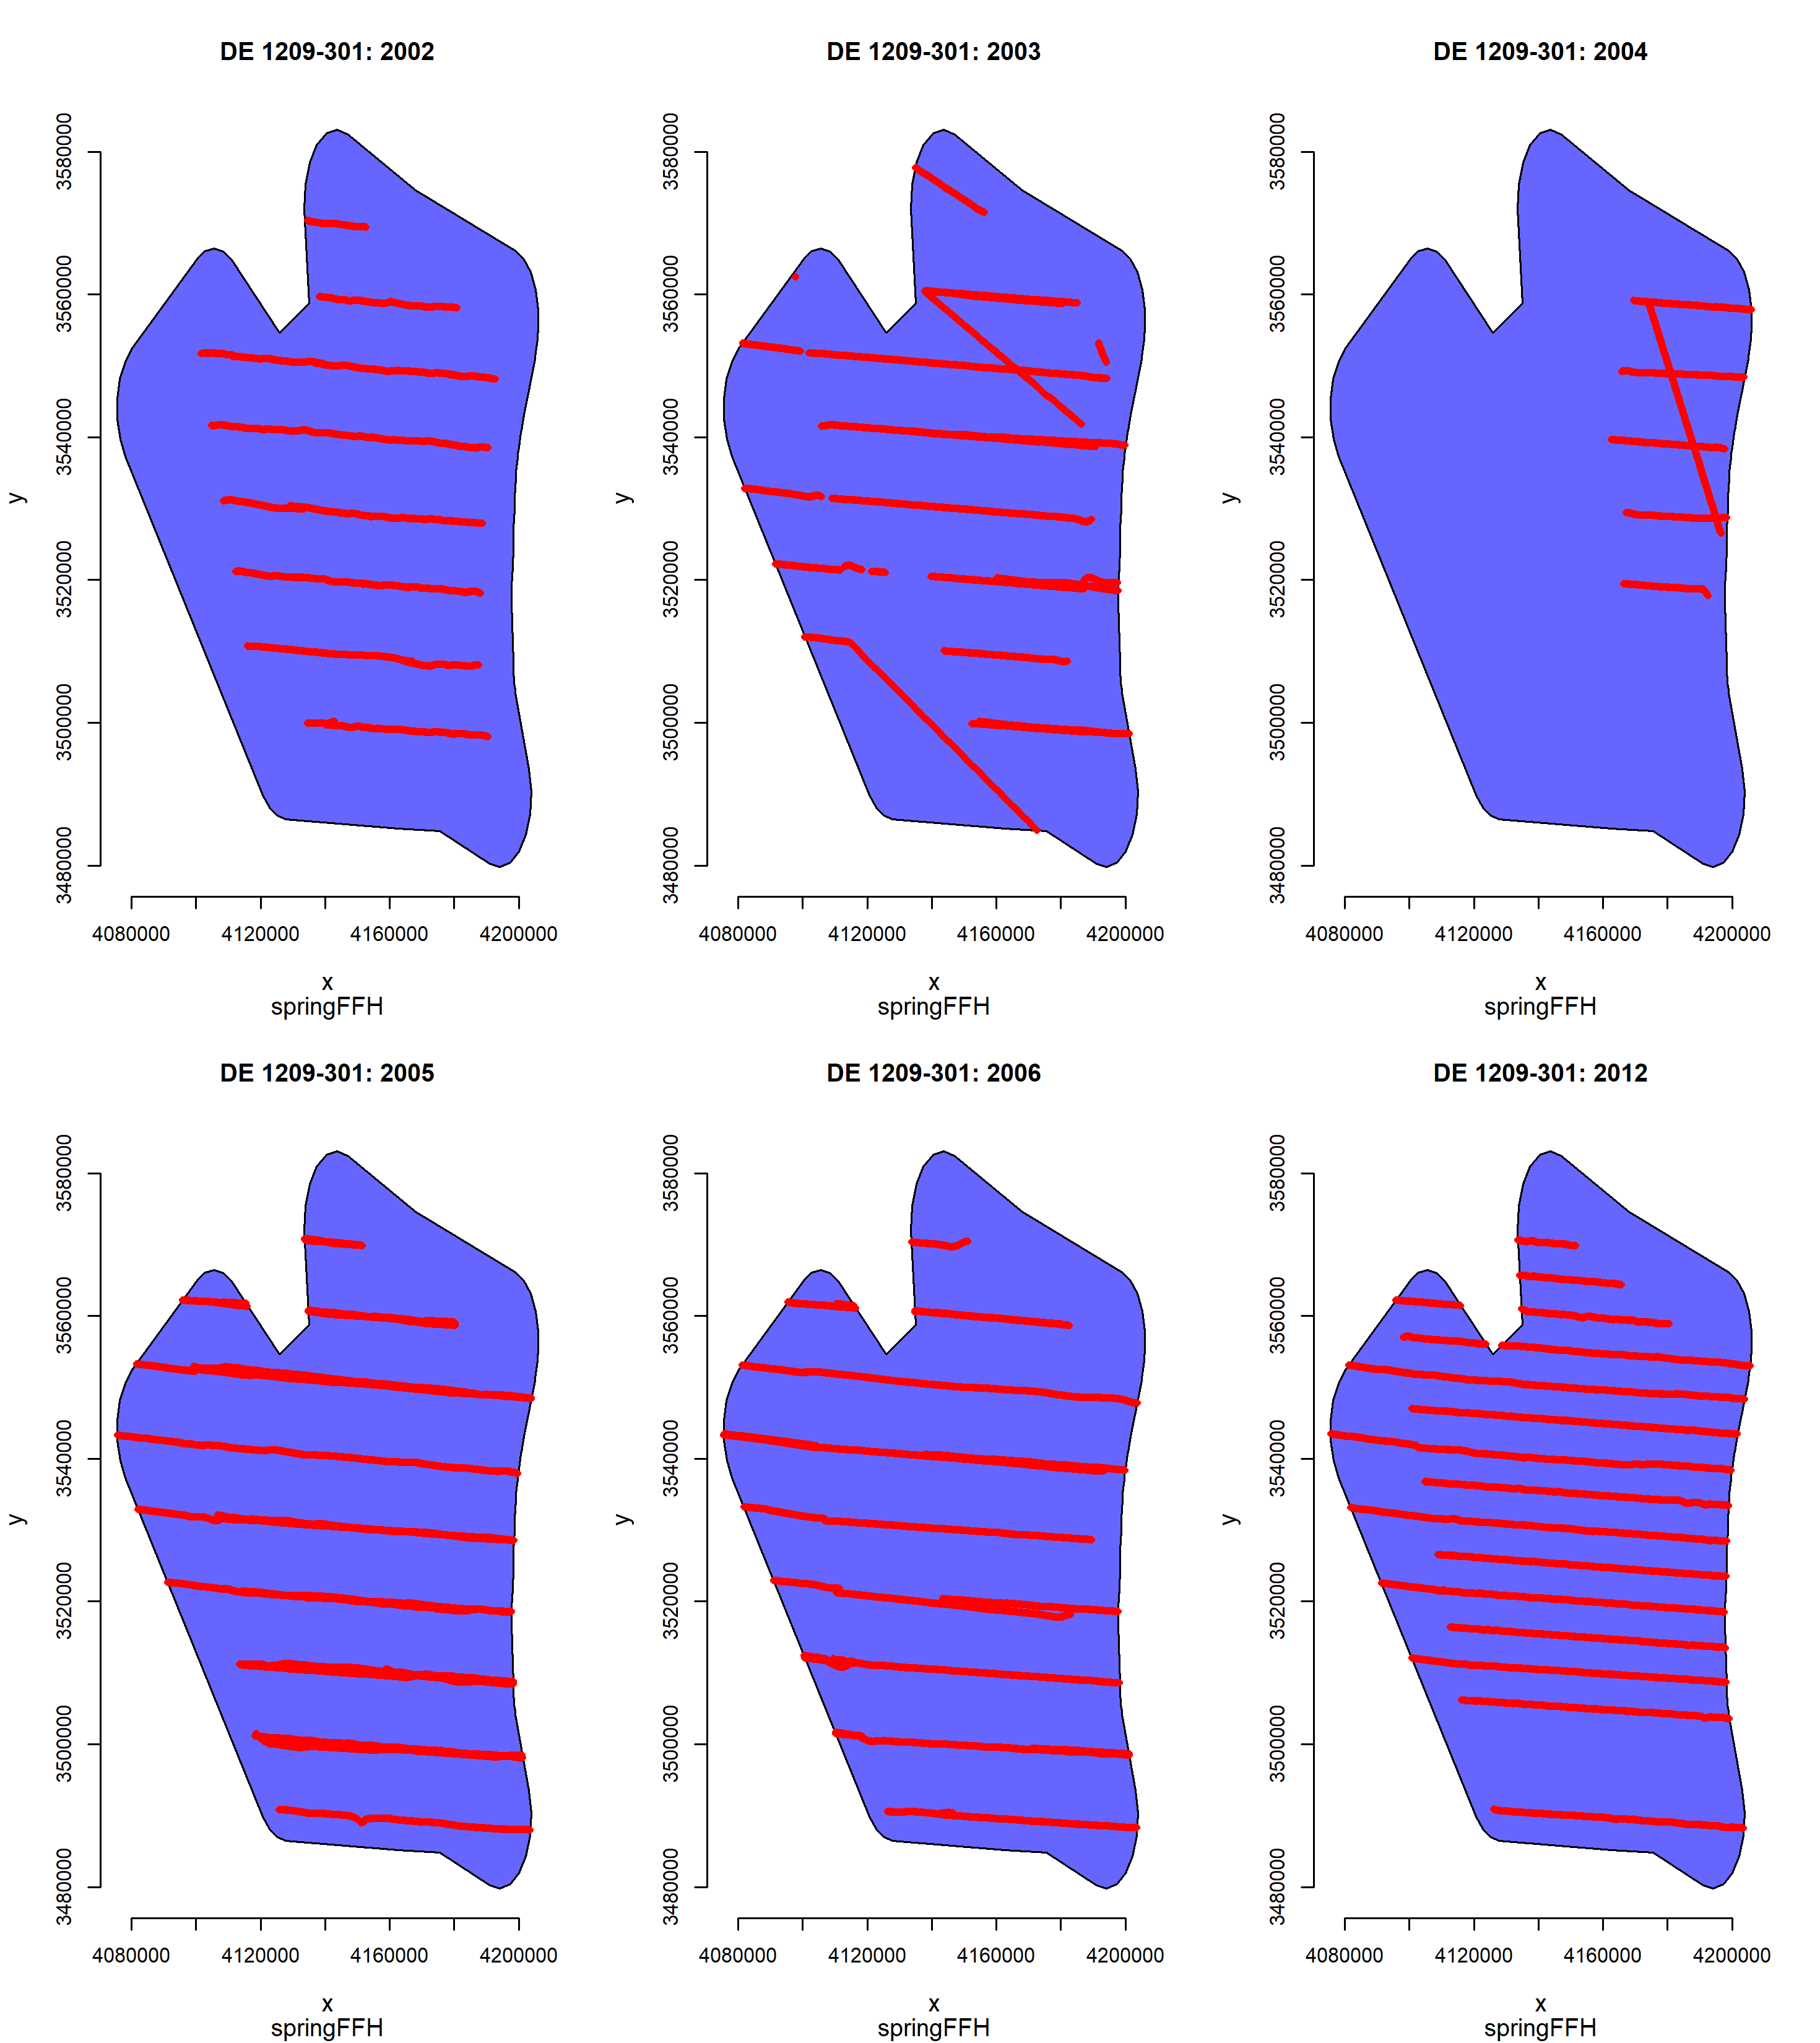 DE 1209-301: 2002
DE 1209-301: 2003
DE 1209-301: 2004
3580000
3560000
3540000
3520000
3500000
3480000
y
4080000 4120000 4160000 4200000
x
springFFH
3580000
3560000
3540000
3520000
3500000
3480000
y
4080000 4120000 4160000 4200000
x
springFFH
3580000
3560000
3540000
3520000
3500000
3480000
y
4080000 4120000 4160000 4200000
x
springFFH
DE 1209-301: 2005
DE 1209-301: 2006
DE 1209-301: 2012
3580000
3560000
3540000
3520000
3500000
3480000
y
4080000 4120000 4160000 4200000
x
springFFH
3580000
3560000
3540000
3520000
3500000
3480000
y
4080000 4120000 4160000 4200000
x
springFFH
3580000
3560000
3540000
3520000
3500000
3480000
y
4080000 4120000 4160000 4200000
x
springFFH